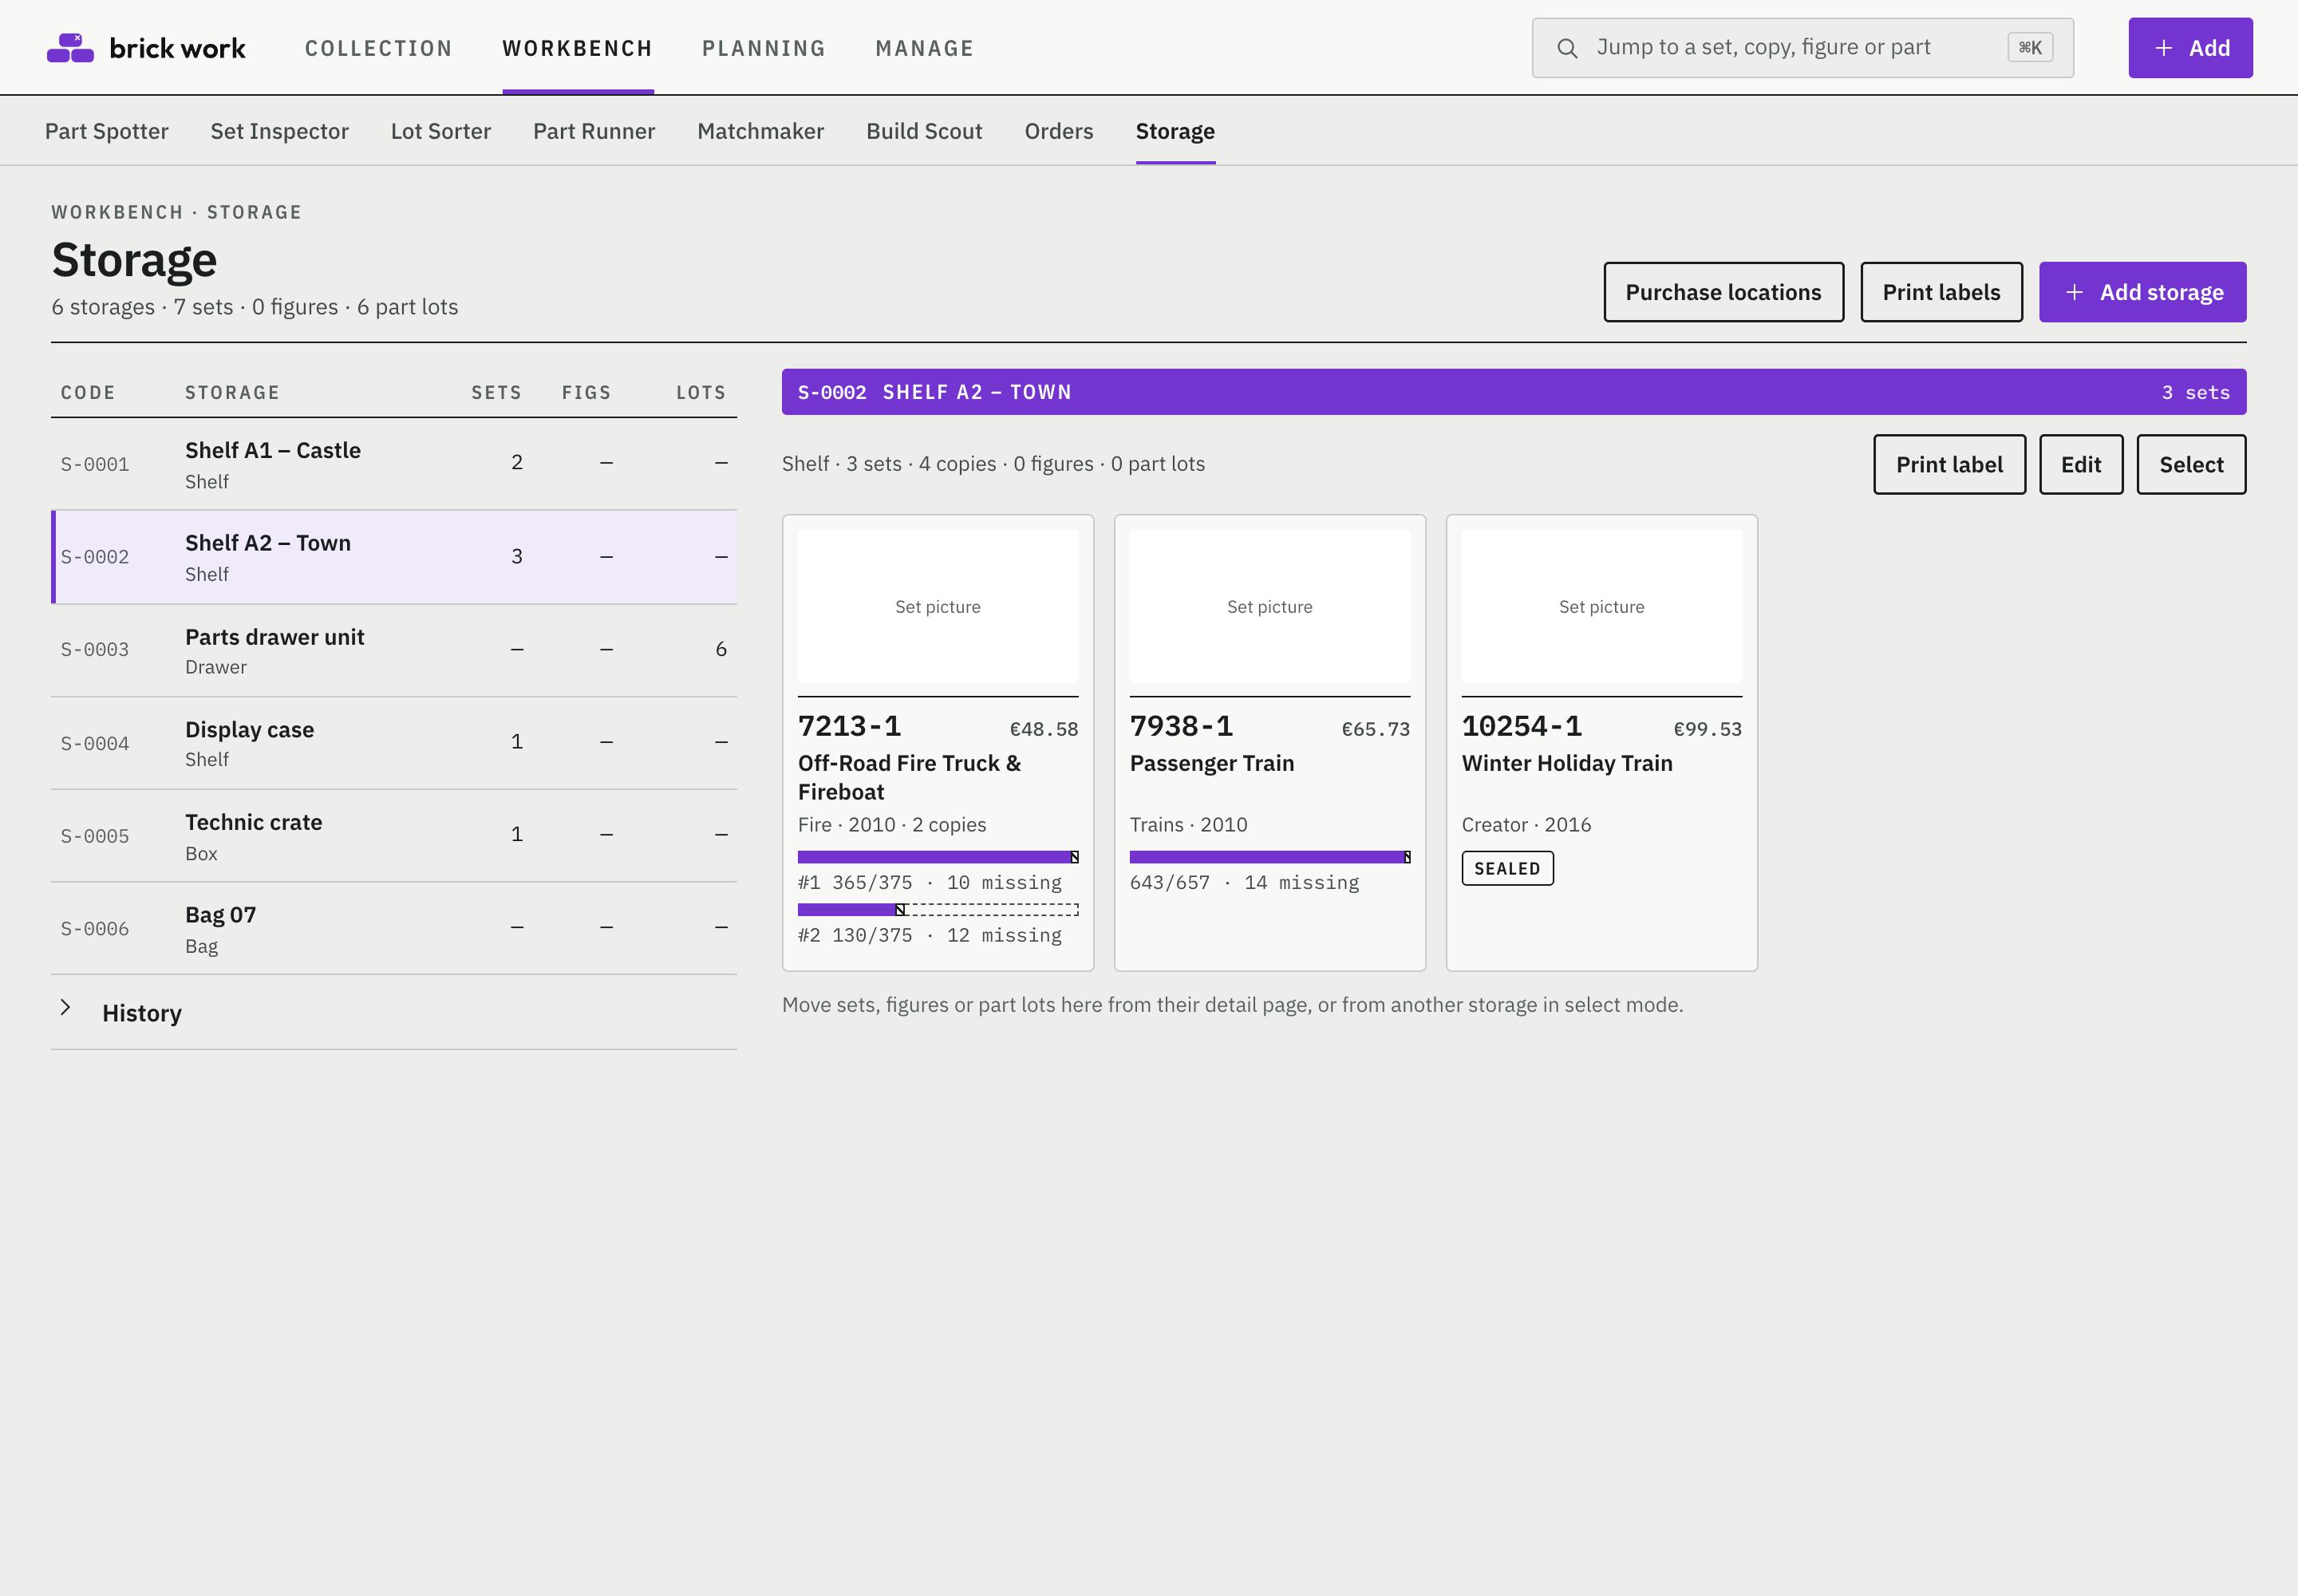 brick work COLLECTION WORKBENCH PLANNING MANAGE Jump to a set, copy, figure or part ⌘K + Add
Part Spotter Set Inspector Lot Sorter Part Runner Matchmaker Build Scout Orders Storage
WORKBENCH · STORAGE
Storage
6 storages · 7 sets · 0 figures · 6 part lots
Purchase locations Print labels + Add storage
CODE STORAGE SETS FIGS LOTS
S-0001 Shelf A1 – Castle 2 – –
Shelf
S-0002 Shelf A2 – Town 3 – –
Shelf
S-0003 Parts drawer unit – – 6
Drawer
S-0004 Display case 1 – –
Shelf
S-0005 Technic crate 1 – –
Box
S-0006 Bag 07 – – –
Bag
History
S-0002 SHELF A2 – TOWN 3 sets
Shelf · 3 sets · 4 copies · 0 figures · 0 part lots
Print label Edit Select
Set picture
7213-1 €48.58
Off-Road Fire Truck &
Fireboat
Fire · 2010 · 2 copies
#1 365/375 · 10 missing
#2 130/375 · 12 missing
Set picture
7938-1 €65.73
Passenger Train
Trains · 2010
643/657 · 14 missing
Set picture
10254-1 €99.53
Winter Holiday Train
Creator · 2016
SEALED
Move sets, figures or part lots here from their detail page, or from another storage in select mode.